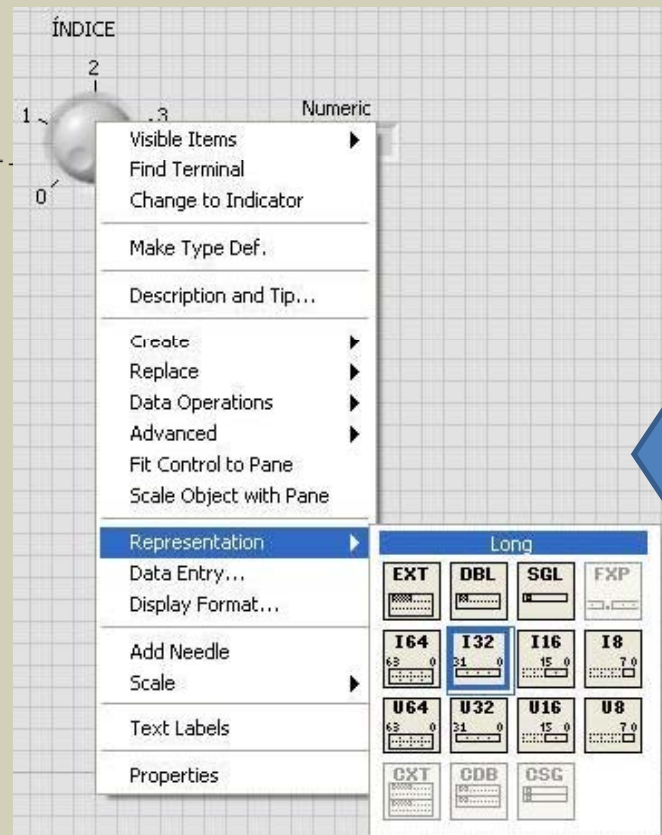 ÍNDICE
2
1
3
0
Numeric
Visible Items
Find Terminal
Change to Indicator
Make Type Def.
Description and Tip...
Create
Replace
Data Operations
Advanced
Fit Control to Pane
Scale Object with Pane
Representation
Data Entry...
Display Format...
Add Needle
Scale
Text Labels
Properties
Long
EXT DBL SGL FXP
I64 I32 I16 I8
63 0 31 0 15 0 7 0
U64 U32 U16 U8
63 0 31 0 15 0 7 0
CXT CDB CSG